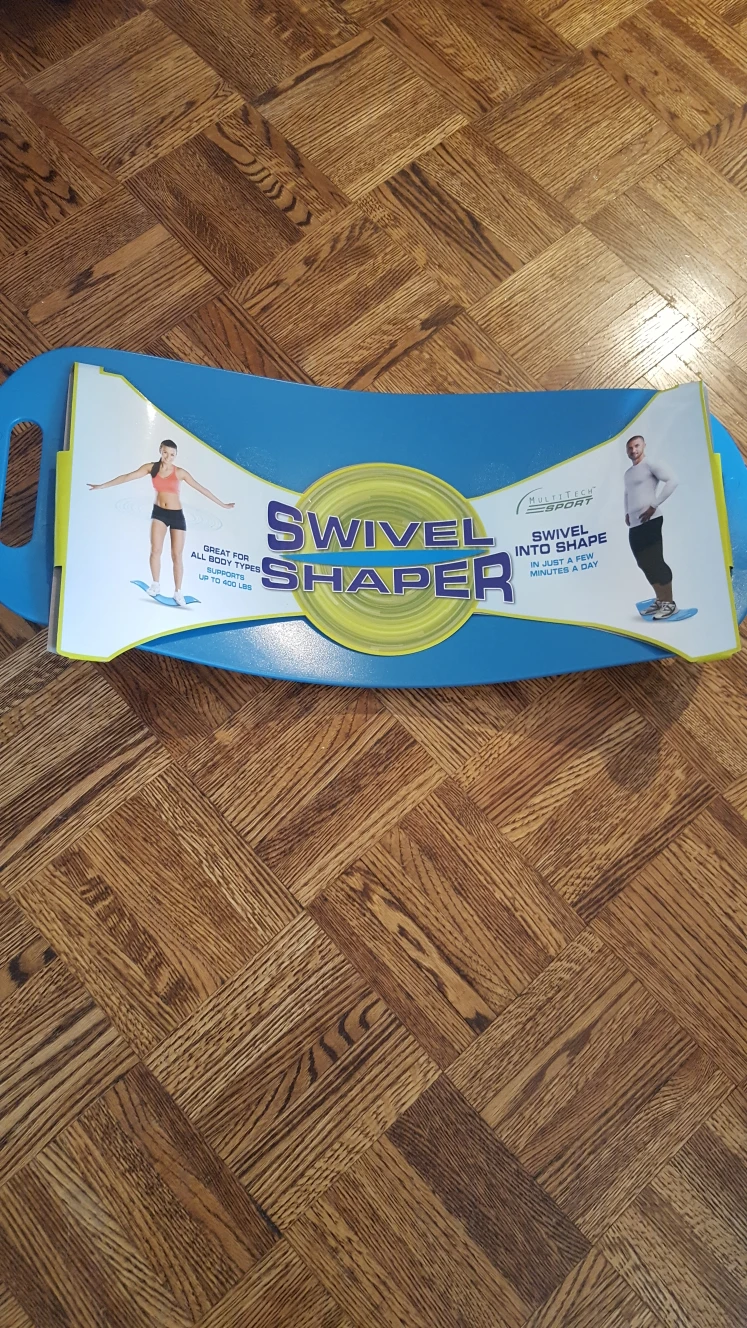 GREAT FOR
ALL BODY TYPES
SUPPORTS
UP TO 400 LBS
SWIVEL
SHAPER
MULTITECH
SPORT
SWIVEL
INTO SHAPE
IN JUST A FEW
MINUTES A DAY